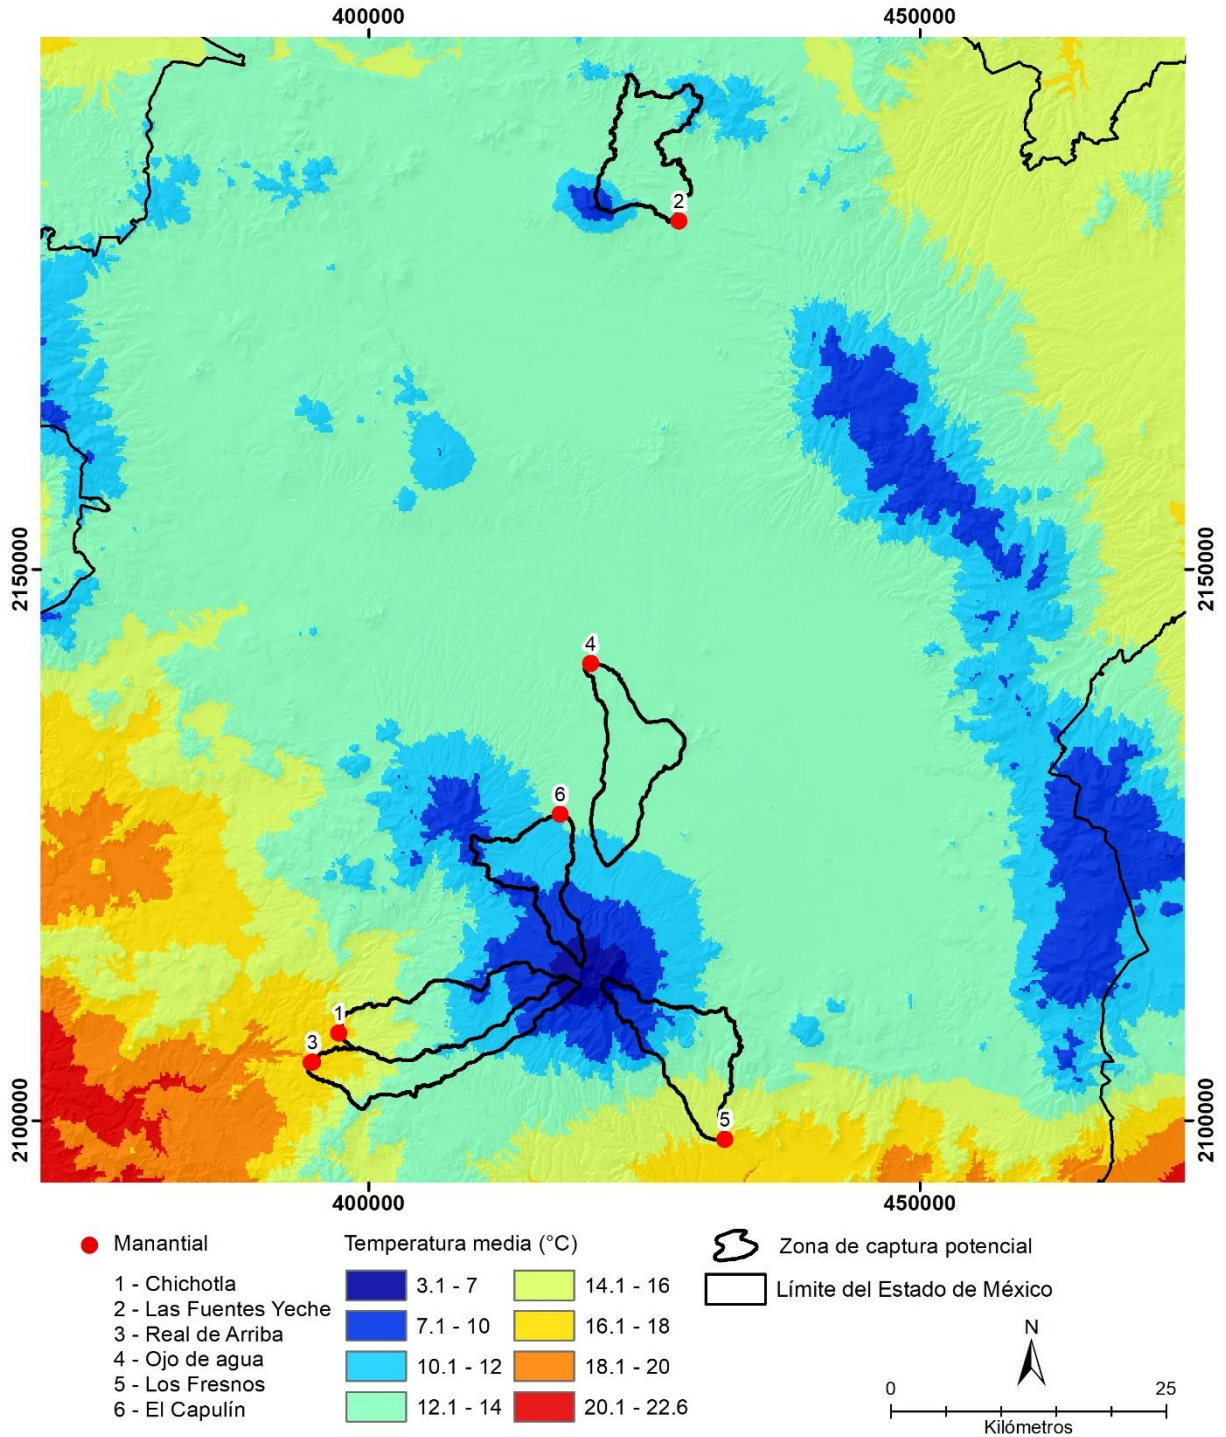 400000
450000
2
2150000
2150000
4
6
1
3
5
2100000
2100000
400000
450000
Manantial
1 - Chichotla
2 - Las Fuentes Yeche
3 - Real de Arriba
4 - Ojo de agua
5 - Los Fresnos
6 - El Capulín
Temperatura media (°C)
3.1 - 7
7.1 - 10
10.1 - 12
12.1 - 14
14.1 - 16
16.1 - 18
18.1 - 20
20.1 - 22.6
Zona de captura potencial
Límite del Estado de México
N
0 25
Kilómetros